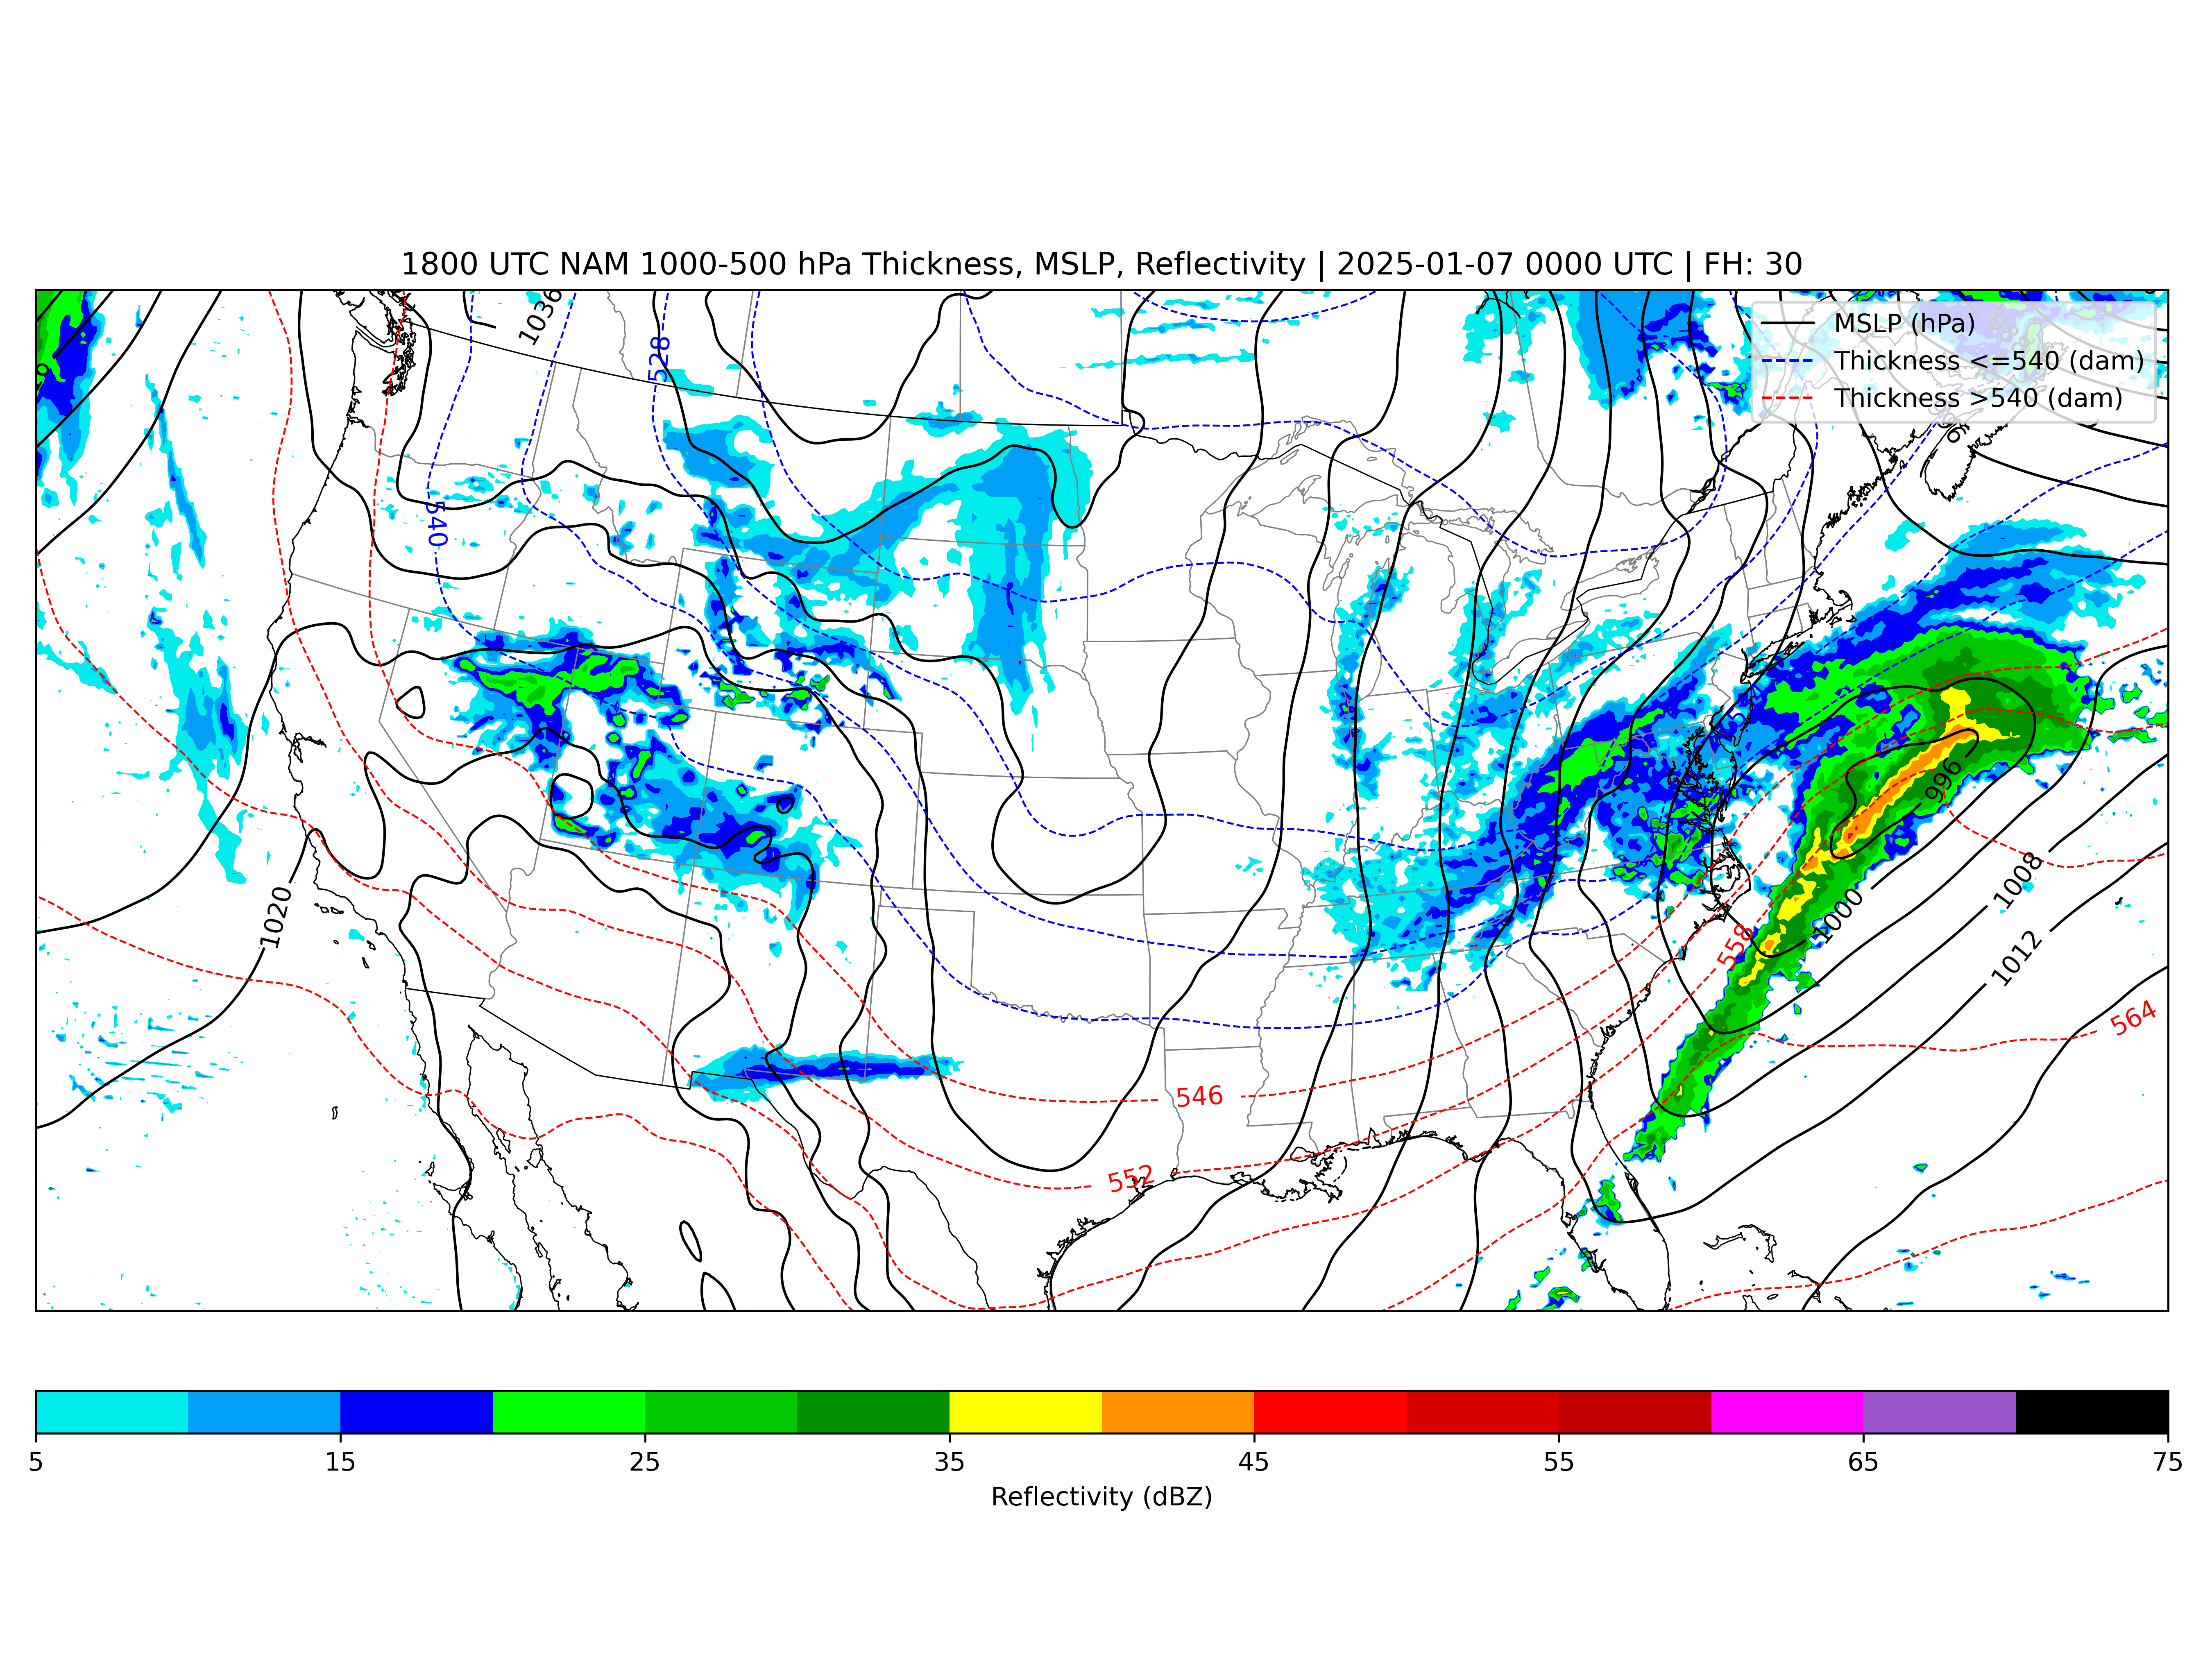 1800 UTC NAM 1000-500 hPa Thickness, MSLP, Reflectivity | 2025-01-07 0000 UTC | FH: 30
MSLP (hPa)
Thickness <=540 (dam)
Thickness >540 (dam)
1036
528
540
996
1008
1020
1000
558
1012
564
546
552
5 15 25 35 45 55 65 75
Reflectivity (dBZ)